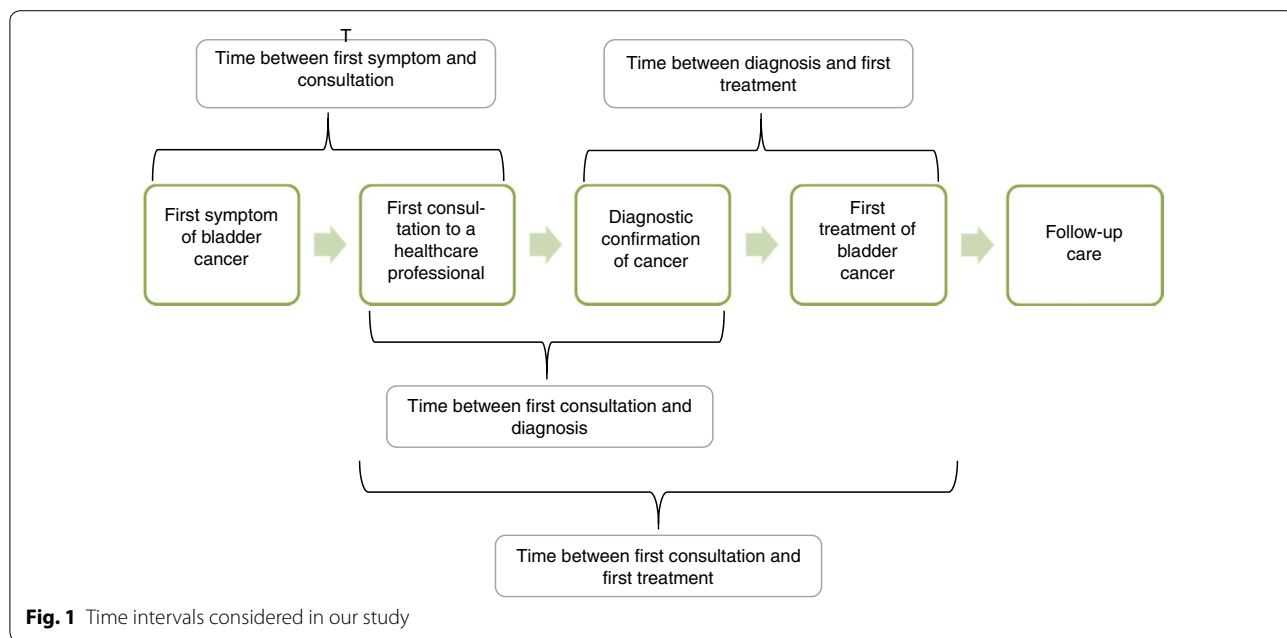 T
Time between first symptom and
consultation
Time between diagnosis and first
treatment
First symptom
of bladder
cancer
First consul-
tation to a
healthcare
professional
Diagnostic
confirmation
of cancer
First
treatment of
bladder
cancer
Follow-up
care
Time between first consultation and
diagnosis
Time between first consultation and
first treatment
Fig. 1 Time intervals considered in our study